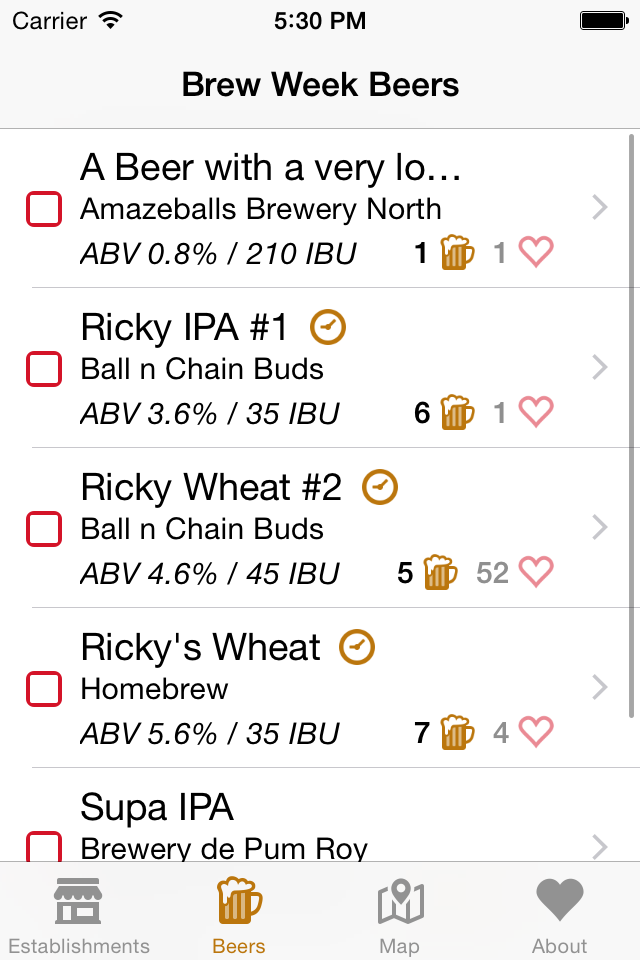 Carrier 5:30 PM
Brew Week Beers
A Beer with a very lo...
Amazeballs Brewery North
ABV 0.8% / 210 IBU 1 1
Ricky IPA #1
Ball n Chain Buds
ABV 3.6% / 35 IBU 6 1
Ricky Wheat #2
Ball n Chain Buds
ABV 4.6% / 45 IBU 5 52
Ricky's Wheat
Homebrew
ABV 5.6% / 35 IBU 7 4
Supa IPA
Brewery de Pum Roy
Establishments Beers Map About